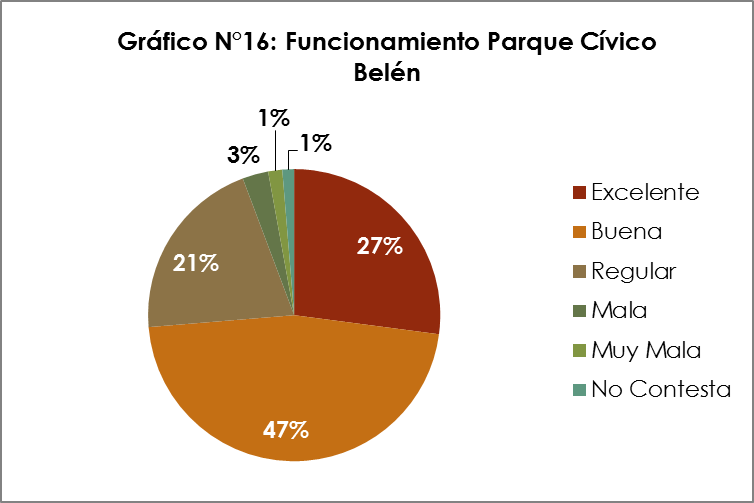 Gráfico N°16: Funcionamiento Parque Cívico
Belén
1%
1%
3%
27%
21%
47%
Excelente
Buena
Regular
Mala
Muy Mala
No Contesta